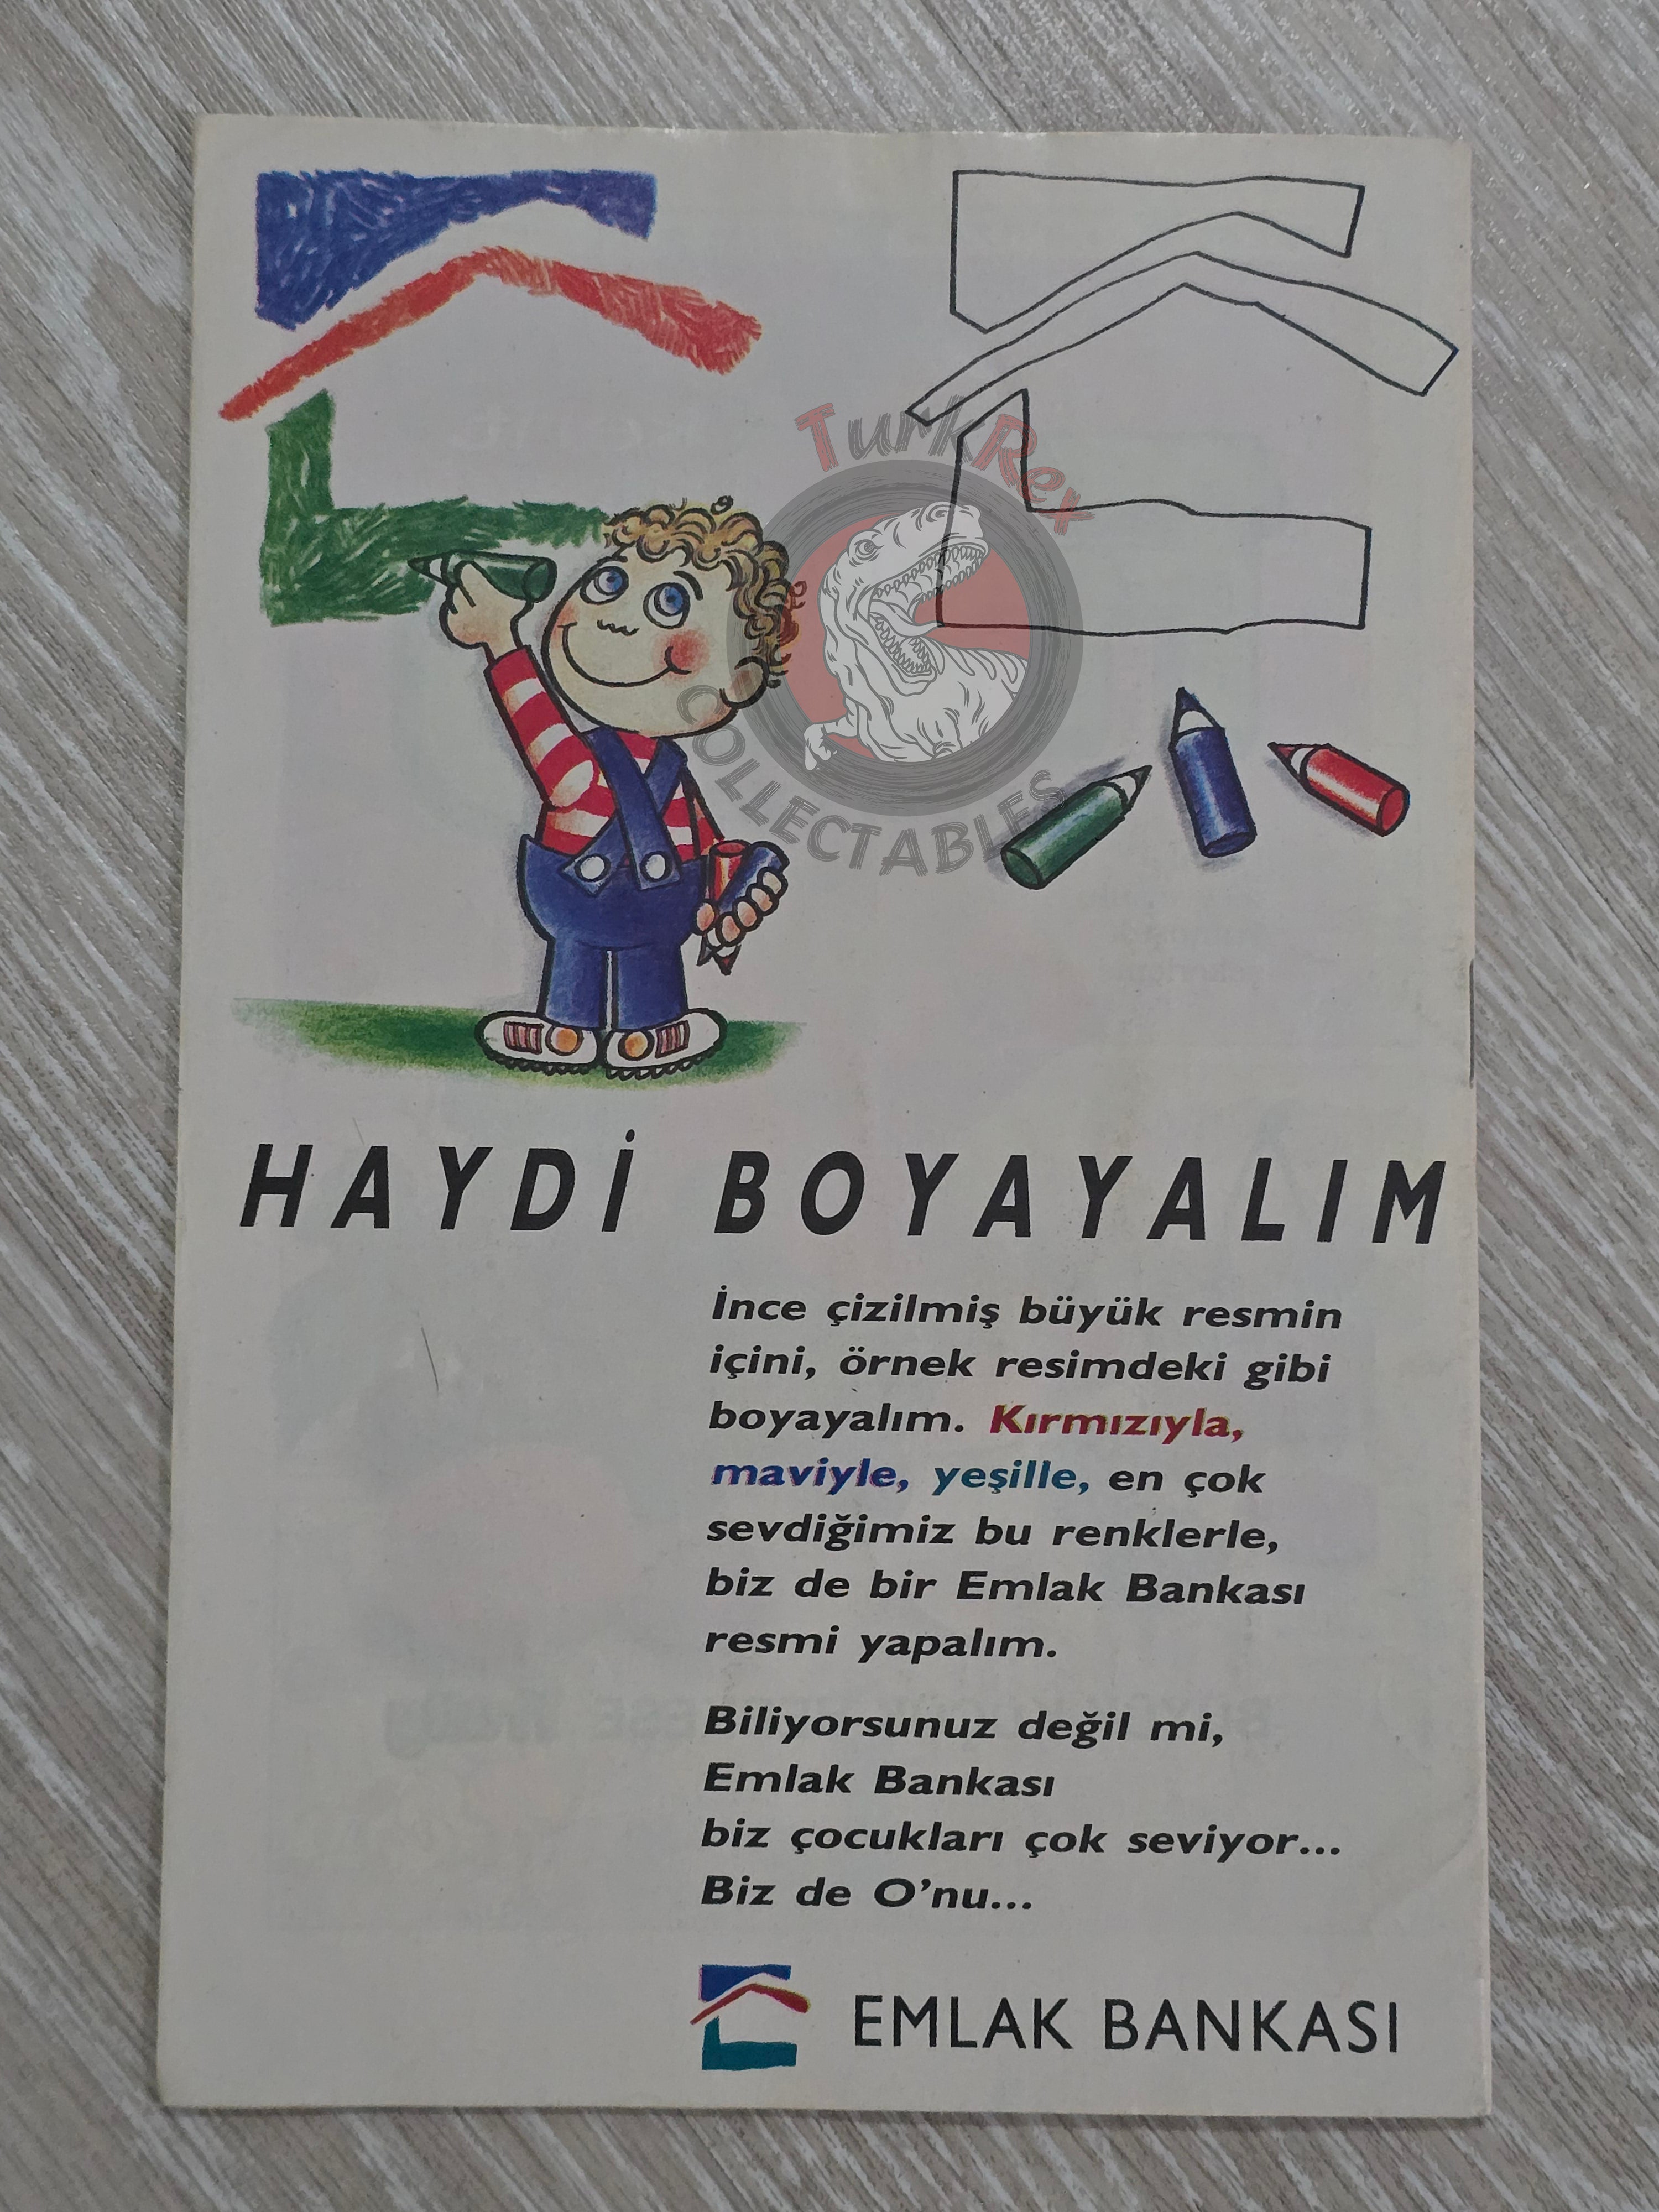 TurkRex
COLLECTABLES
HAYDİ BOYAYALIM
İnce çizilmiş büyük resmin
içini, örnek resimdeki gibi
boyayalım. Kırmızıyla,
maviyle, yeşille, en çok
sevdiğimiz bu renklerle,
biz de bir Emlak Bankası
resmi yapalım.
Biliyorsunuz değil mi,
Emlak Bankası
biz çocukları çok seviyor...
Biz de O'nu...
EMLAK BANKASI